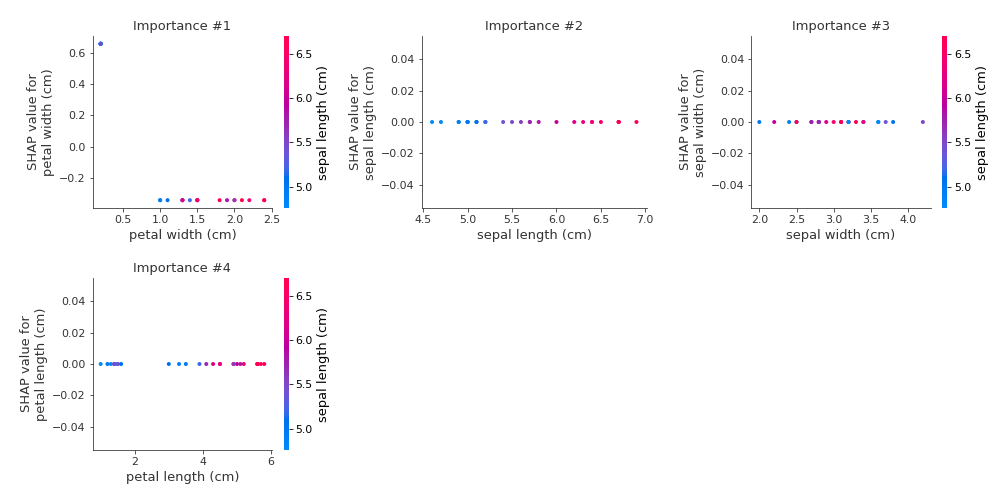 Importance #1
SHAP value for
petal width (cm)
0.6
0.4
0.2
0.0
−0.2
0.5
1.0
1.5
2.0
2.5
petal width (cm)
6.5
6.0
5.5
5.0
sepal length (cm)
Importance #2
SHAP value for
sepal length (cm)
0.04
0.02
0.00
−0.02
−0.04
4.5
5.0
5.5
6.0
6.5
7.0
sepal length (cm)
Importance #3
SHAP value for
sepal width (cm)
0.04
0.02
0.00
−0.02
−0.04
2.0
2.5
3.0
3.5
4.0
sepal width (cm)
6.5
6.0
5.5
5.0
sepal length (cm)
Importance #4
SHAP value for
petal length (cm)
0.04
0.02
0.00
−0.02
−0.04
2
4
6
petal length (cm)
6.5
6.0
5.5
5.0
sepal length (cm)